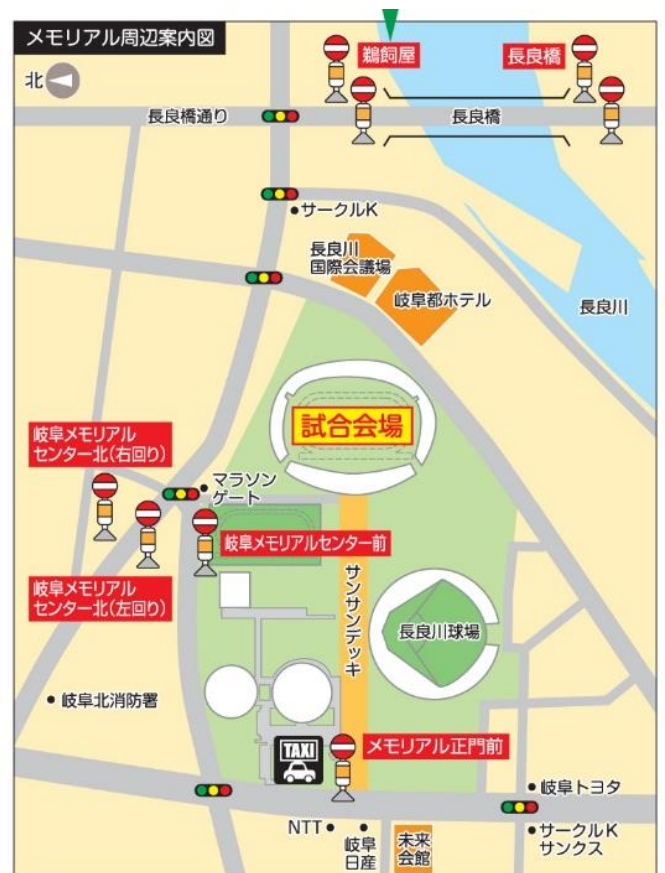 メモリアル周辺案内図
北
鵜飼屋
長良橋
長良橋通り
長良橋
サークルK
長良川
国際会議場
岐阜都ホテル
長良川
試合会場
岐阜メモリアル
センター北(右回り)
マラソン
ゲート
岐阜メモリアルセンター前
岐阜メモリアル
センター北(左回り)
サンサンデッキ
長良川球場
岐阜北消防署
TAXI
メモリアル正門前
岐阜トヨタ
NTT
岐阜
日産
未来
会館
サークルK
サンクス